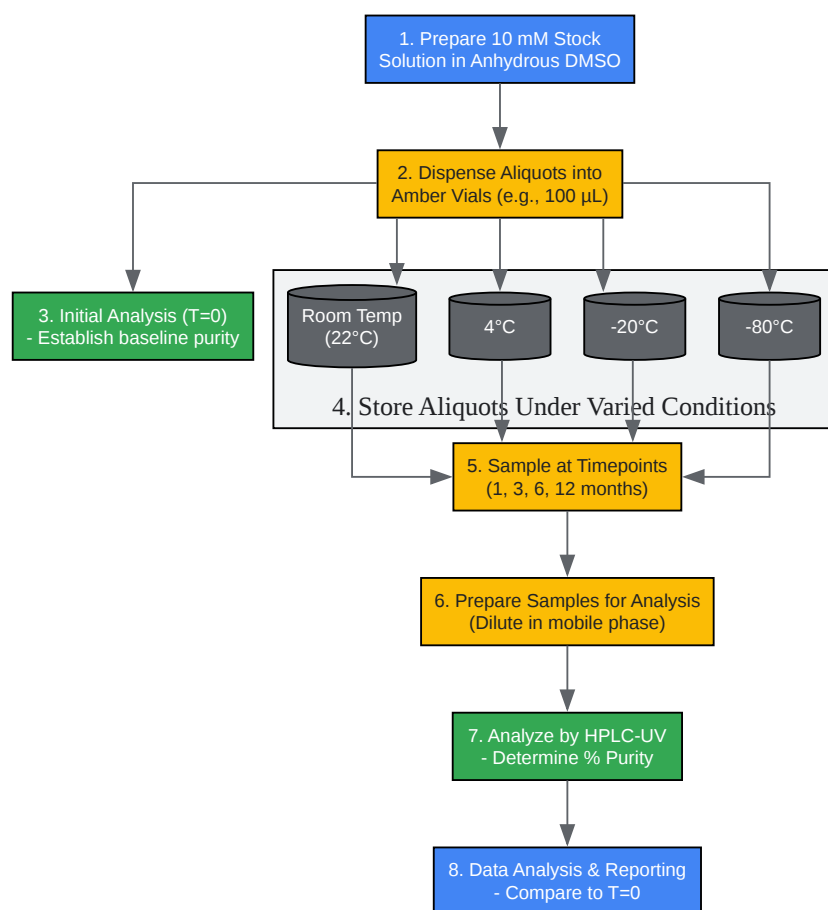 1. Prepare 10 mM Stock
Solution in Anhydrous DMSO
2. Dispense Aliquots into
Amber Vials (e.g., 100 µL)
3. Initial Analysis (T=0)
- Establish baseline purity
Room Temp
(22°C)
4°C
-20°C
-80°C
4. Store Aliquots Under Varied Conditions
5. Sample at Timepoints
(1, 3, 6, 12 months)
6. Prepare Samples for Analysis
(Dilute in mobile phase)
7. Analyze by HPLC-UV
- Determine % Purity
8. Data Analysis & Reporting
- Compare to T=0